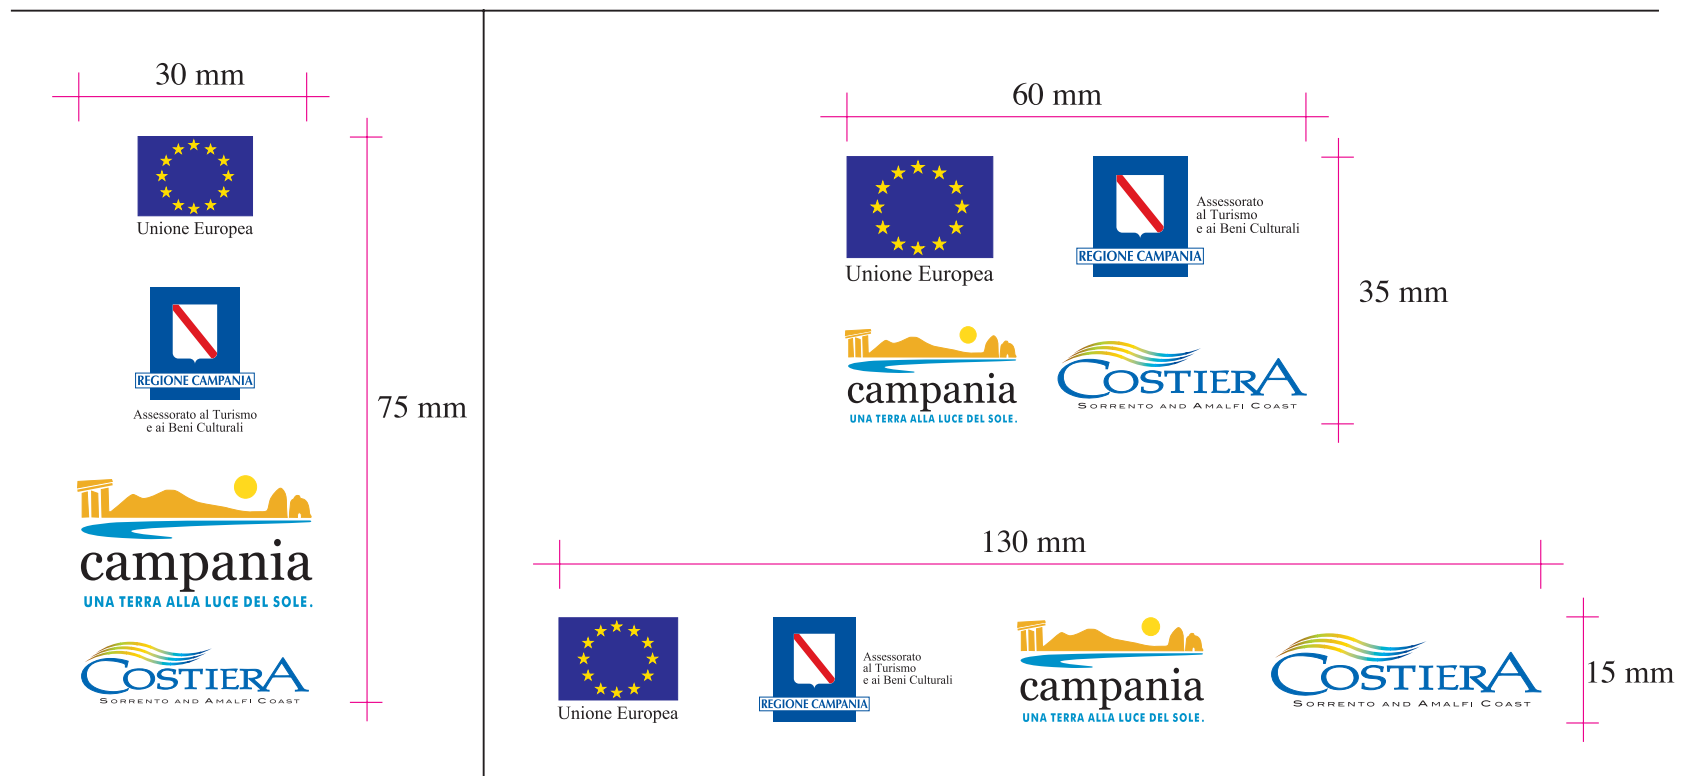 30 mm
Unione Europea
REGIONE CAMPANIA
Assessorato al Turismo
e ai Beni Culturali
campania
UNA TERRA ALLA LUCE DEL SOLE.
COSTIERA
SORRENTO AND AMALFI COAST
75 mm
60 mm
Unione Europea
REGIONE CAMPANIA
Assessorato
al Turismo
e ai Beni Culturali
campania
UNA TERRA ALLA LUCE DEL SOLE.
COSTIERA
SORRENTO AND AMALFI COAST
35 mm
130 mm
Unione Europea
REGIONE CAMPANIA
Assessorato
al Turismo
e ai Beni Culturali
campania
UNA TERRA ALLA LUCE DEL SOLE.
COSTIERA
SORRENTO AND AMALFI COAST
15 mm